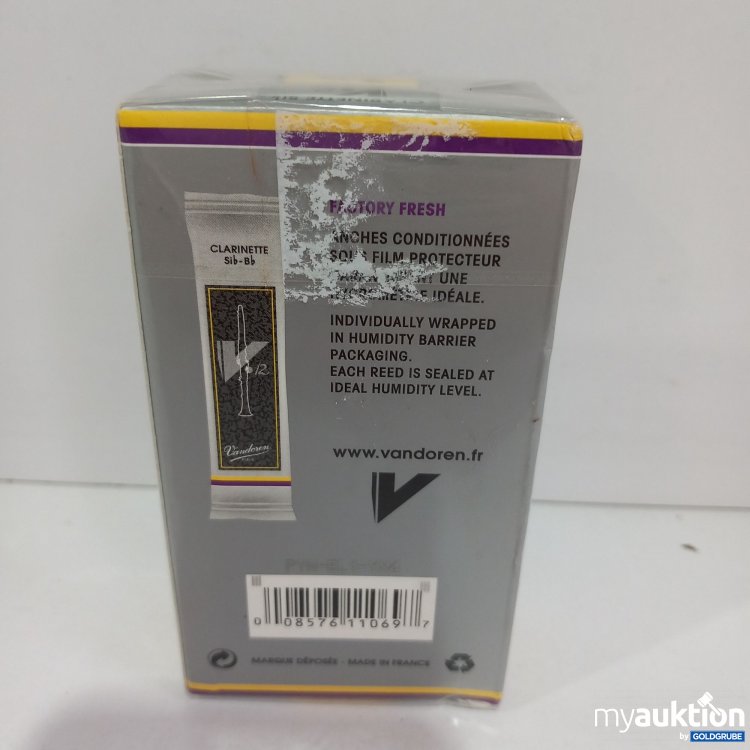 FACTORY FRESH
CLARINETTE
Sib-Bb
ANCHES CONDITIONNÉES
SOUS FILM PROTECTEUR
UNE
IDÉALE.
INDIVIDUALLY WRAPPED
IN HUMIDITY BARRIER
PACKAGING.
EACH REED IS SEALED AT
IDEAL HUMIDITY LEVEL.
V12
Vandoren
www.vandoren.fr
V
0 08576 11069 7
MARQUE DÉPOSÉE - MADE IN FRANCE
myauktion
by GOLDGRUBE